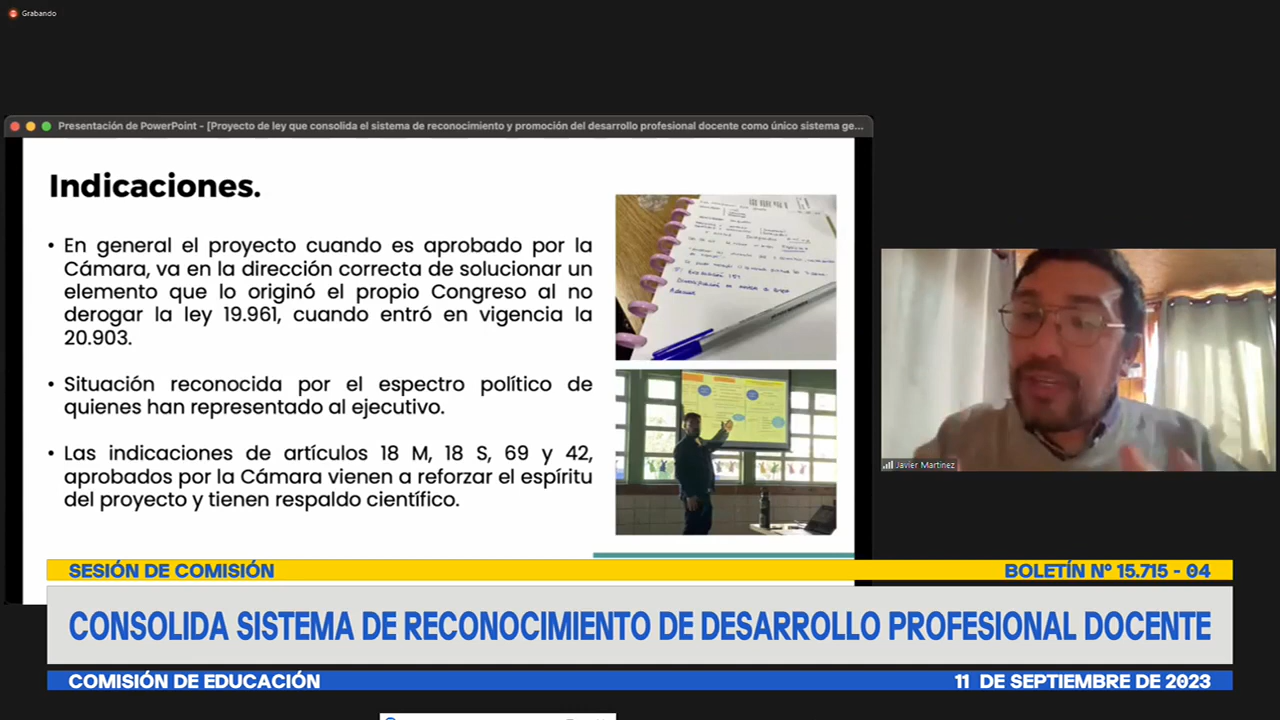 Grabando
Presentación de PowerPoint - [Proyecto de ley que consolida el sistema de reconocimiento y promoción del desarrollo profesional docente como único sistema ge...
Indicaciones.
• En general el proyecto cuando es aprobado por la
Cámara, va en la dirección correcta de solucionar un
elemento que lo originó el propio Congreso al no
derogar la ley 19.961, cuando entró en vigencia la
20.903.
• Situación reconocida por el espectro político de
quienes han representado al ejecutivo.
• Las indicaciones de artículos 18 M, 18 S, 69 y 42,
aprobados por la Cámara vienen a reforzar el espíritu
del proyecto y tienen respaldo científico.
Javier Martinez
SESIÓN DE COMISIÓN
BOLETÍN N° 15.715 - 04
CONSOLIDA SISTEMA DE RECONOCIMIENTO DE DESARROLLO PROFESIONAL DOCENTE
COMISIÓN DE EDUCACIÓN
11 DE SEPTIEMBRE DE 2023